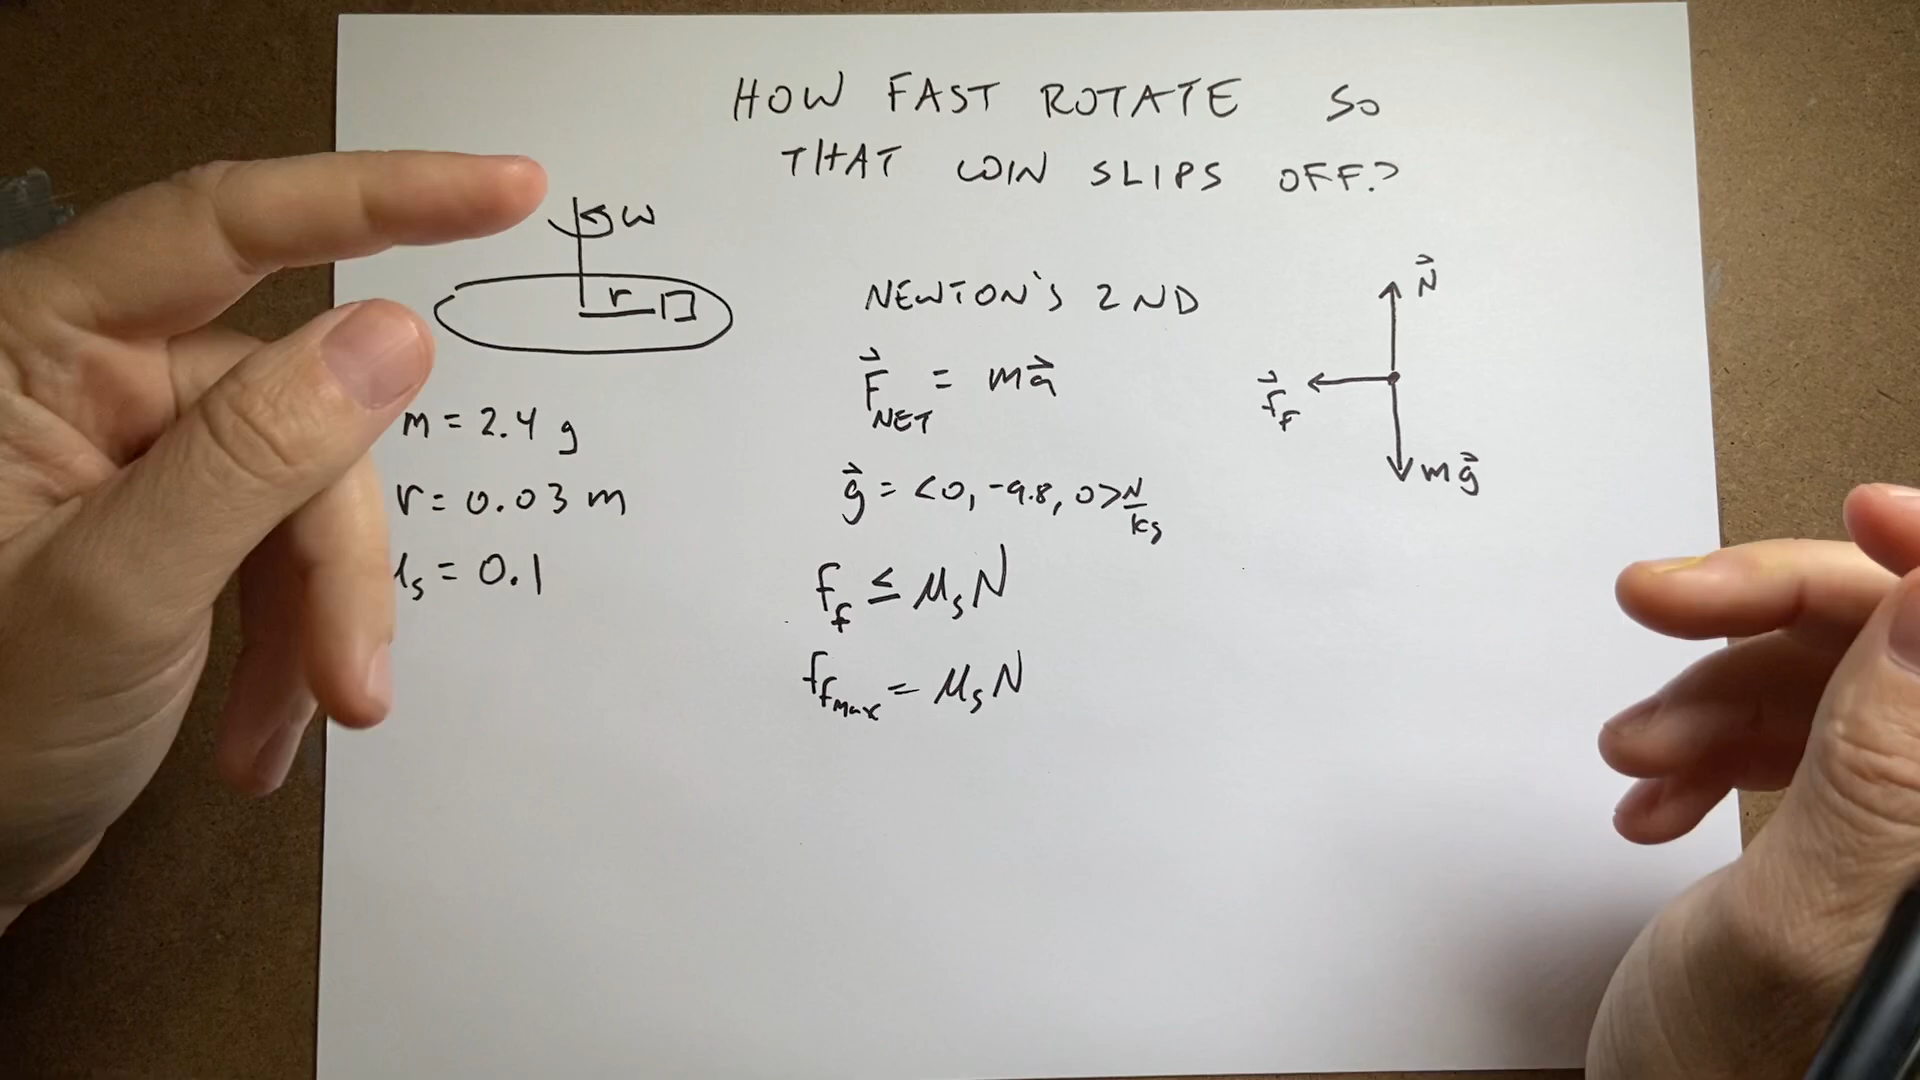 HOW FAST ROTATE SO
THAT COIN SLIPS OFF?
ω
r
m = 2.4 g
r = 0.03 m
μs = 0.1
NEWTON'S 2ND
F⃗NET = ma⃗
g⃗ = <0, -9.8, 0> N/kg
Ff ≤ μsN
FfMax = μsN
N⃗
F⃗f
mg⃗